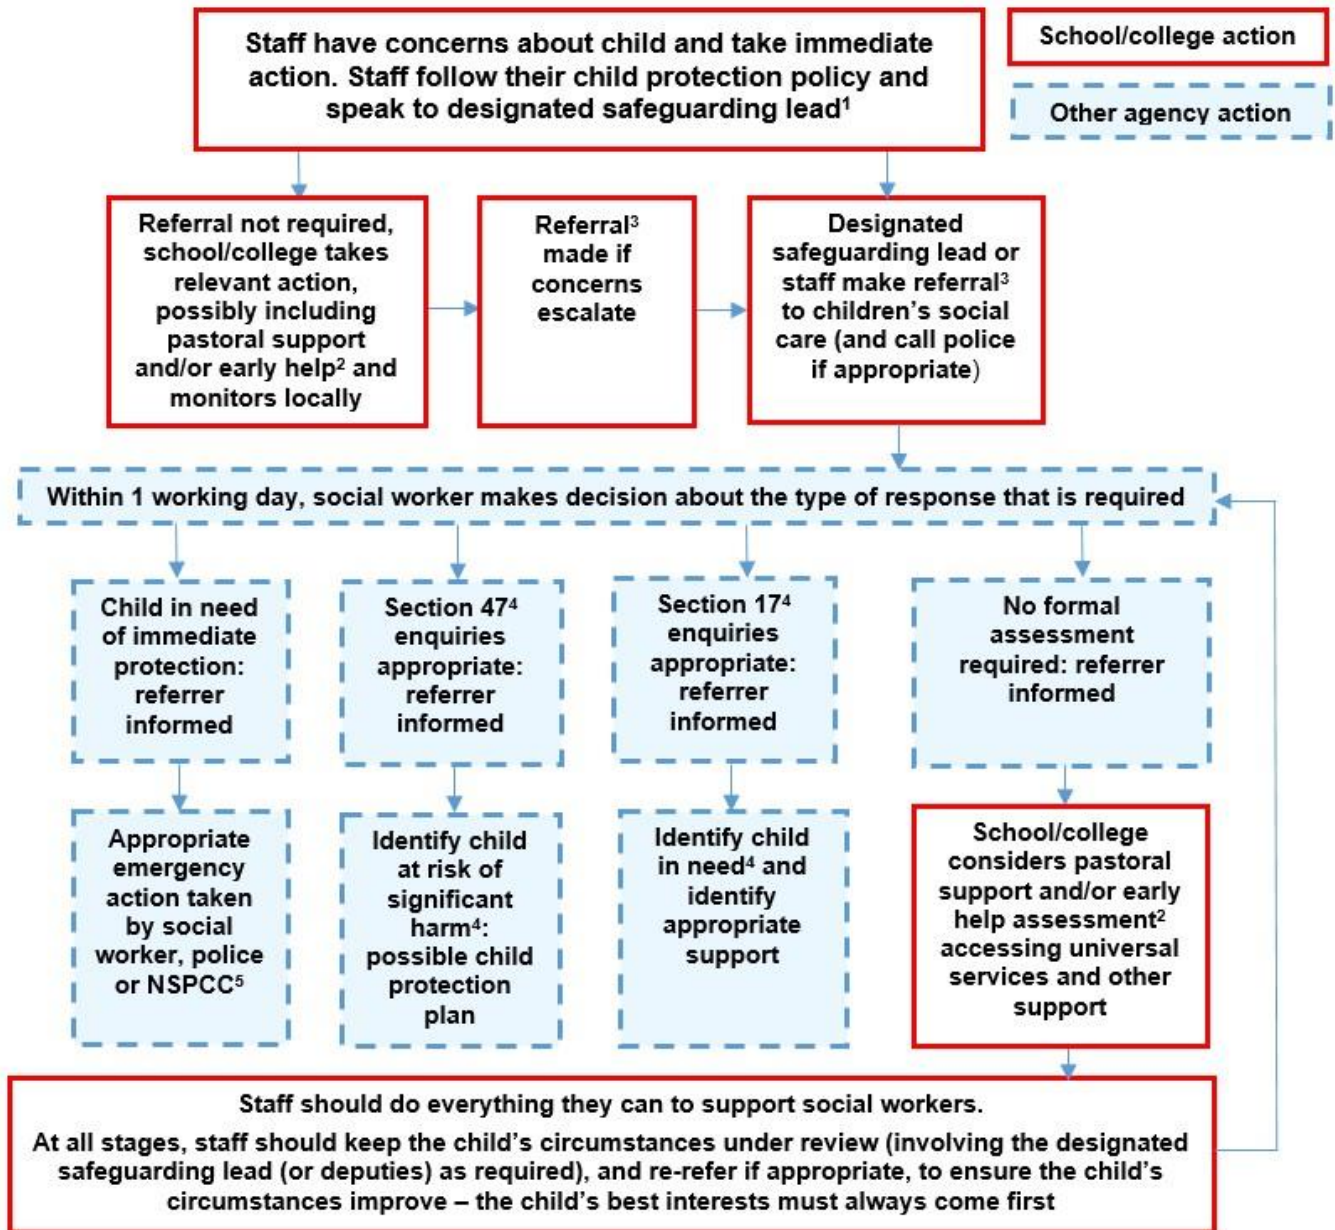 Staff have concerns about child and take immediate
action. Staff follow their child protection policy and
speak to designated safeguarding lead¹
School/college action
Other agency action
Referral not required,
school/college takes
relevant action,
possibly including
pastoral support
and/or early help² and
monitors locally
Referral³
made if
concerns
escalate
Designated
safeguarding lead or
staff make referral³
to children’s social
care (and call police
if appropriate)
Within 1 working day, social worker makes decision about the type of response that is required
Child in need
of immediate
protection:
referrer
informed
Section 47⁴
enquiries
appropriate:
referrer
informed
Section 17⁴
enquiries
appropriate:
referrer
informed
No formal
assessment
required: referrer
informed
Appropriate
emergency
action taken
by social
worker, police
or NSPCC⁵
Identify child
at risk of
significant
harm⁴:
possible child
protection
plan
Identify child
in need⁴ and
identify
appropriate
support
School/college
considers pastoral
support and/or early
help assessment²
accessing universal
services and other
support
Staff should do everything they can to support social workers.
At all stages, staff should keep the child’s circumstances under review (involving the designated
safeguarding lead (or deputies) as required), and re-refer if appropriate, to ensure the child’s
circumstances improve – the child’s best interests must always come first